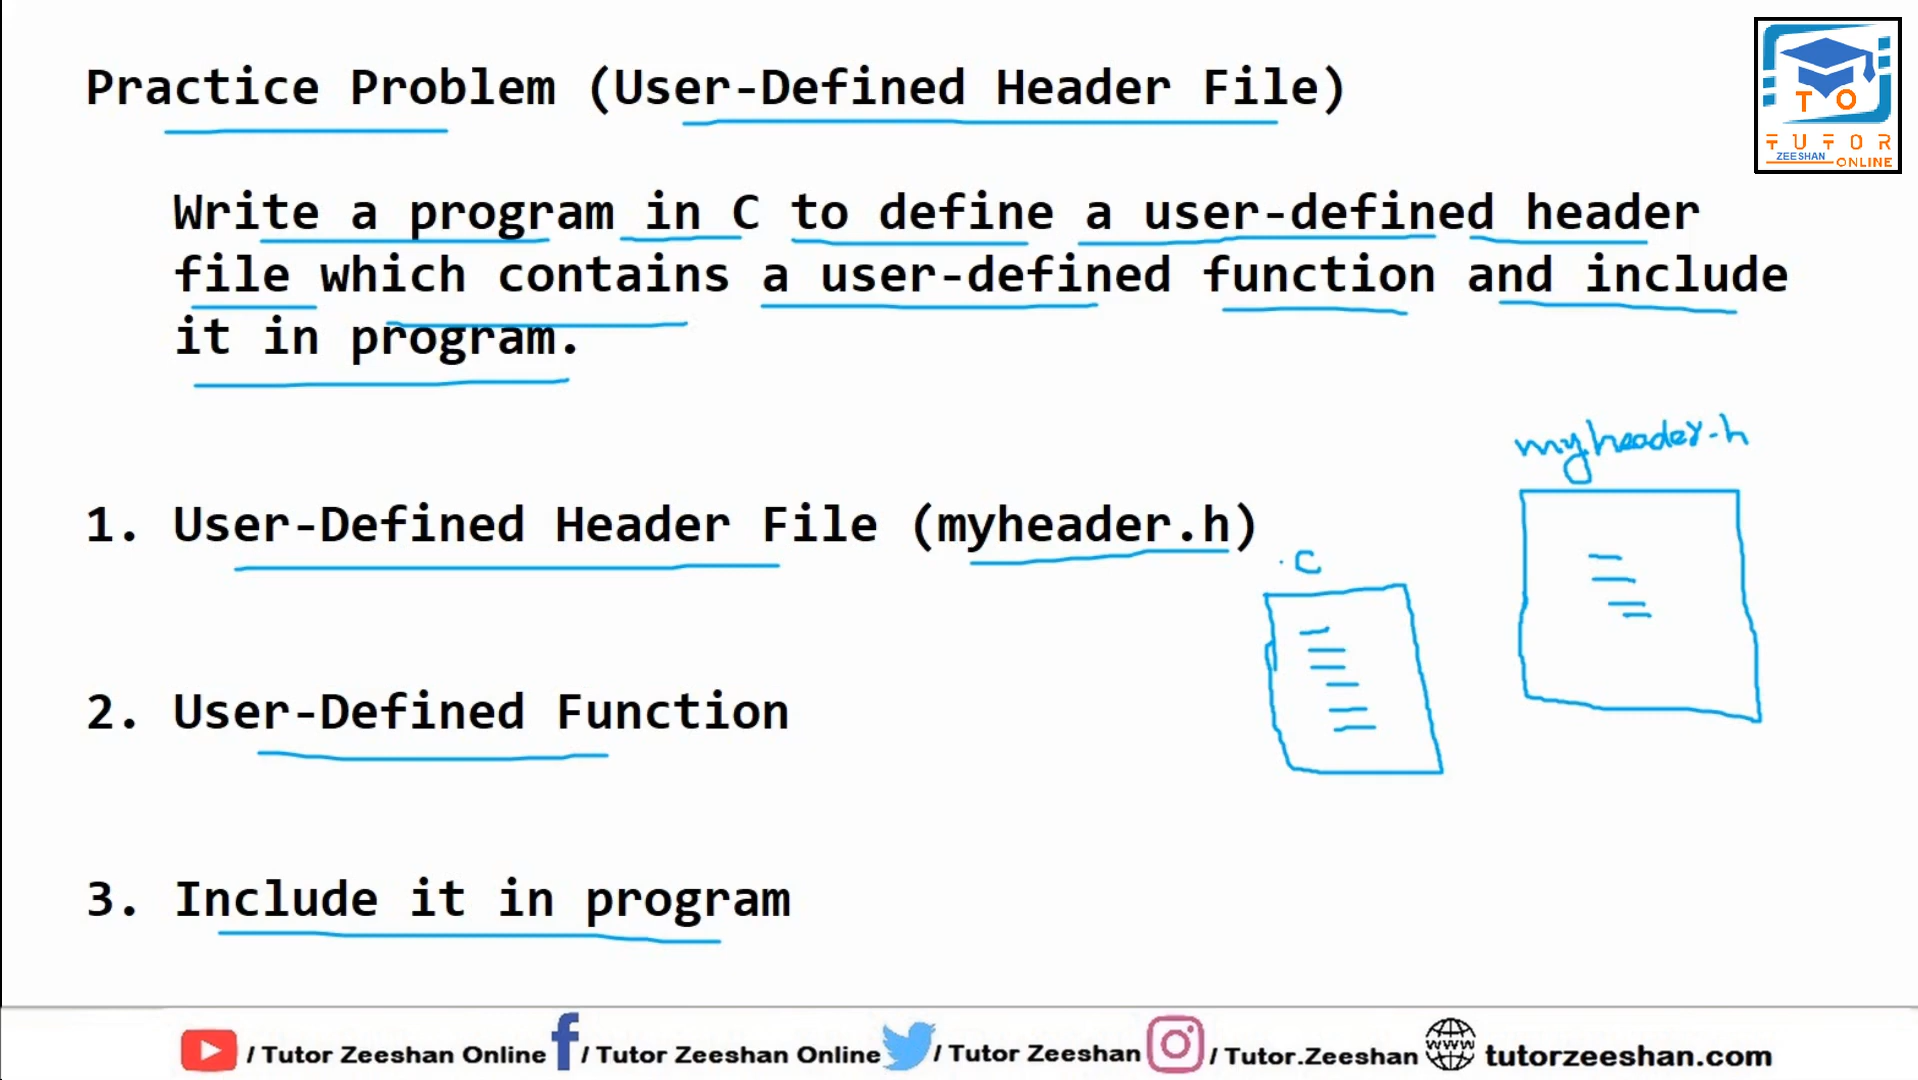 Practice Problem (User-Defined Header File)
T O
TUTOR
ZEESHAN
ONLINE
Write a program in C to define a user-defined header
file which contains a user-defined function and include
it in program.
myheader.h
1. User-Defined Header File (myheader.h)
.C
2. User-Defined Function
3. Include it in program
/ Tutor Zeeshan Online / Tutor Zeeshan Online / Tutor Zeeshan / Tutor.Zeeshan www tutorzeeshan.com